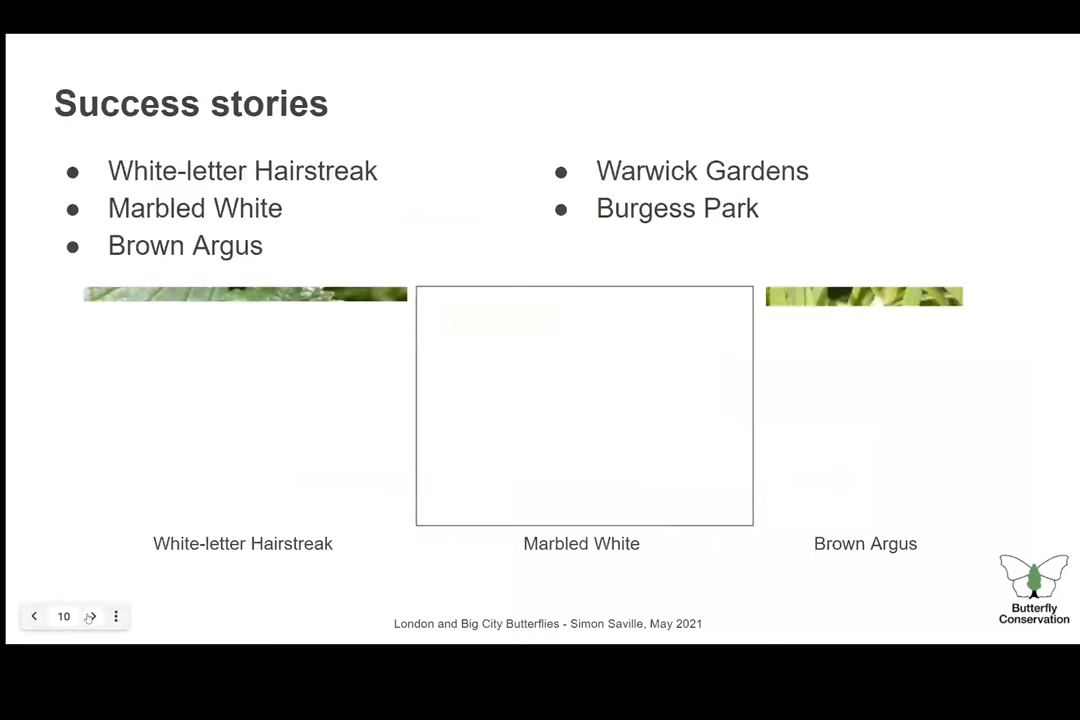 Success stories
● White-letter Hairstreak
● Marbled White
● Brown Argus
● Warwick Gardens
● Burgess Park
White-letter Hairstreak
Marbled White
Brown Argus
Butterfly
Conservation
10
London and Big City Butterflies - Simon Saville, May 2021